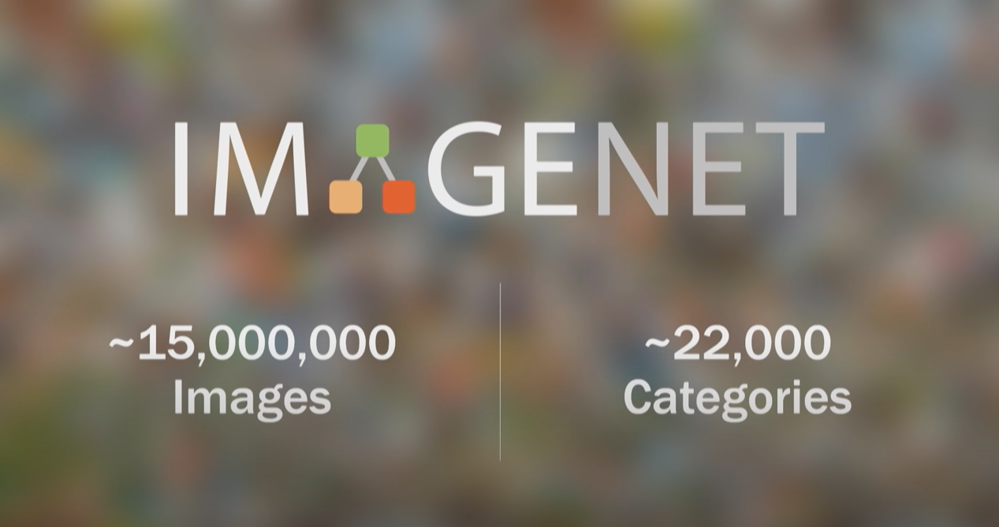 IMAGENET
~15,000,000
Images
~22,000
Categories